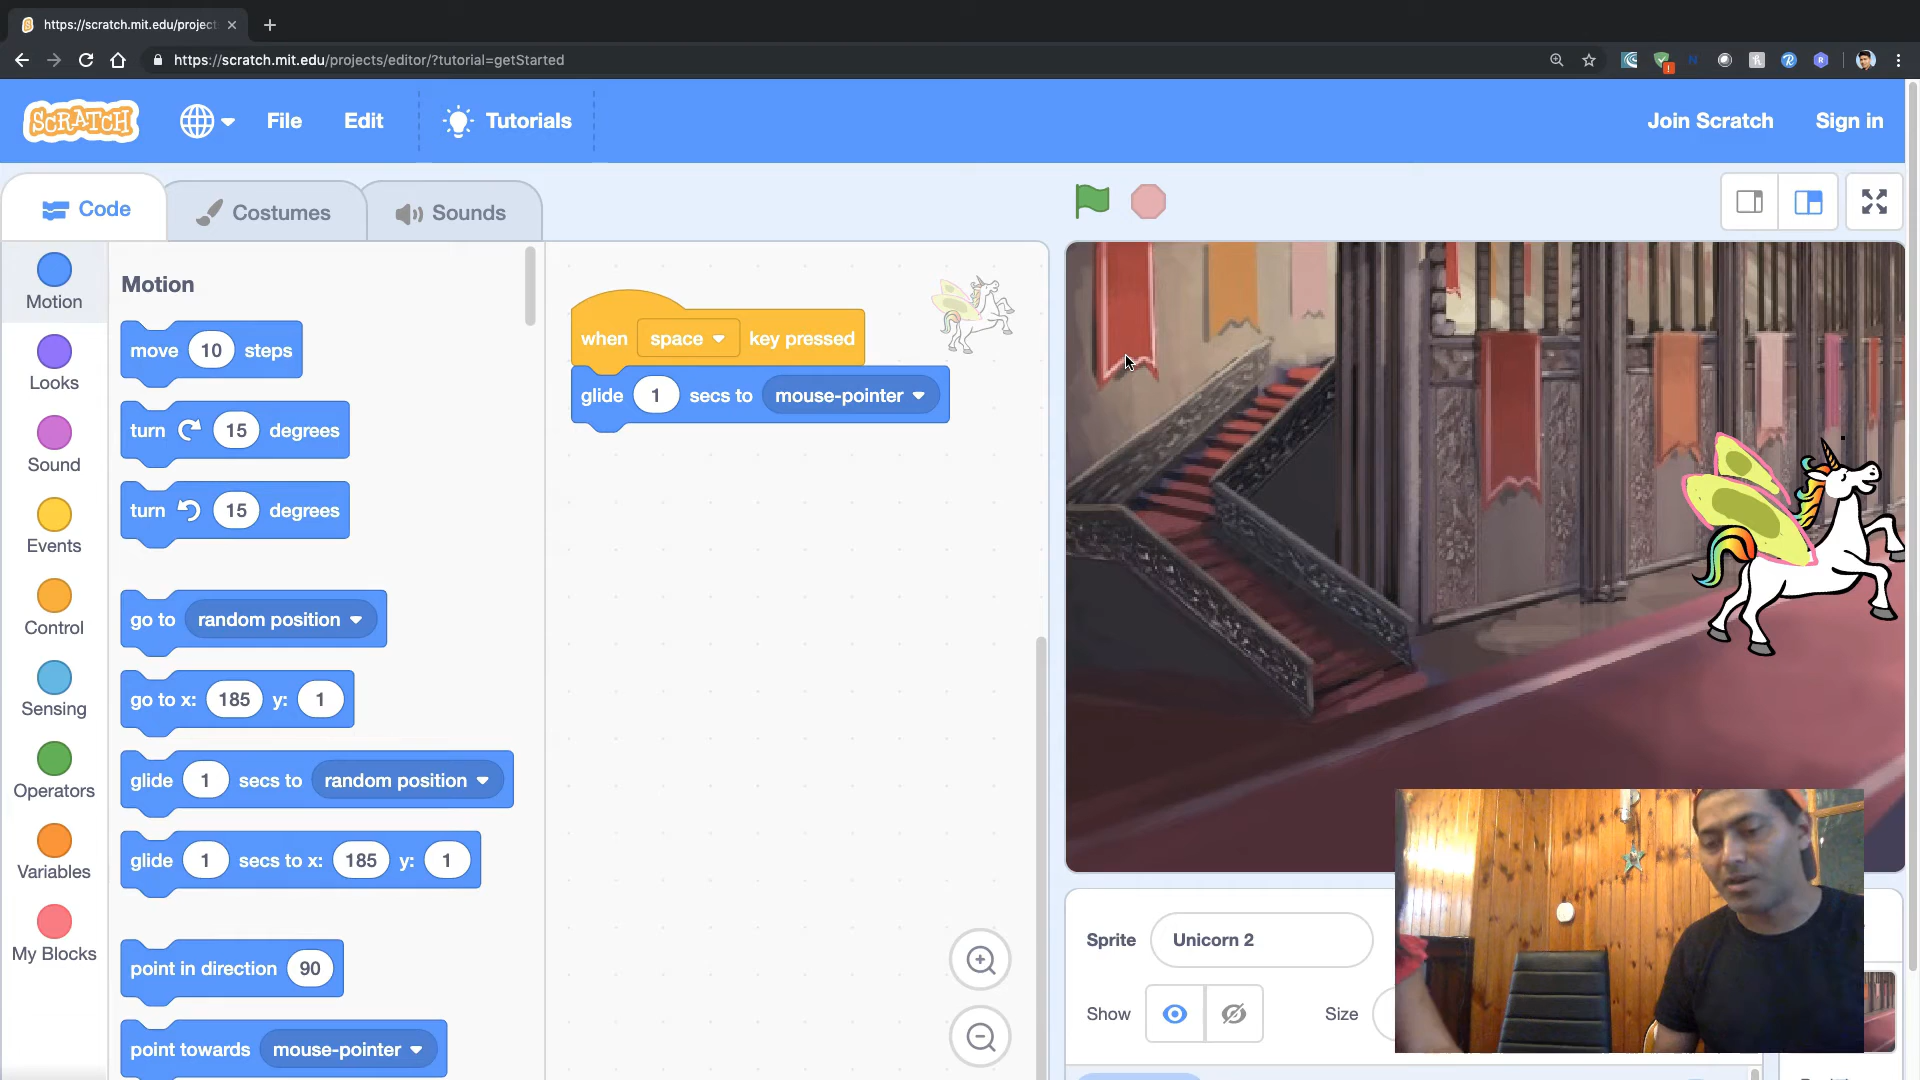 https://scratch.mit.edu/project
https://scratch.mit.edu/projects/editor/?tutorial=getStarted
SCRATCH File Edit Tutorials Join Scratch Sign in
Code Costumes Sounds
Motion
Looks
Sound
Events
Control
Sensing
Operators
Variables
My Blocks
Motion
move 10 steps
turn 15 degrees
turn 15 degrees
go to random position
go to x: 185 y: 1
glide 1 secs to random position
glide 1 secs to x: 185 y: 1
point in direction 90
point towards mouse-pointer
when space key pressed
glide 1 secs to mouse-pointer
Sprite Unicorn 2
Show Size